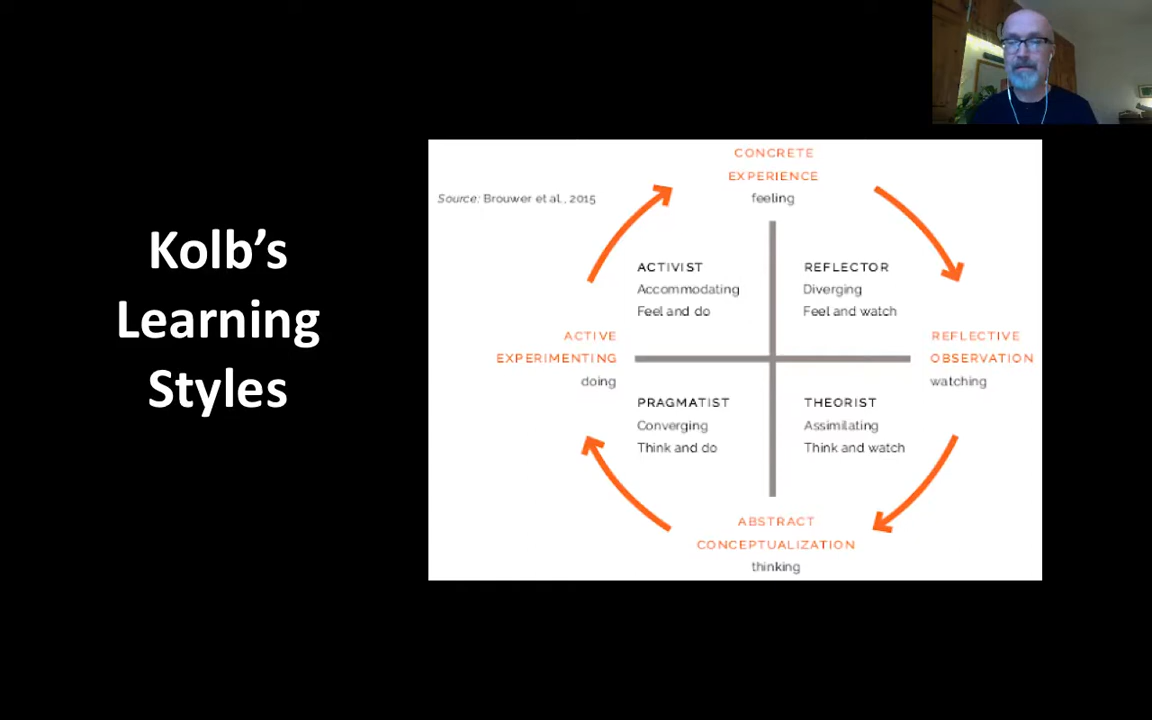 Kolb’s
Learning
Styles
CONCRETE
EXPERIENCE
feeling
Source: Brouwer et al., 2015
ACTIVIST
Accommodating
Feel and do
REFLECTOR
Diverging
Feel and watch
ACTIVE
EXPERIMENTING
doing
REFLECTIVE
OBSERVATION
watching
PRAGMATIST
Converging
Think and do
THEORIST
Assimilating
Think and watch
ABSTRACT
CONCEPTUALIZATION
thinking